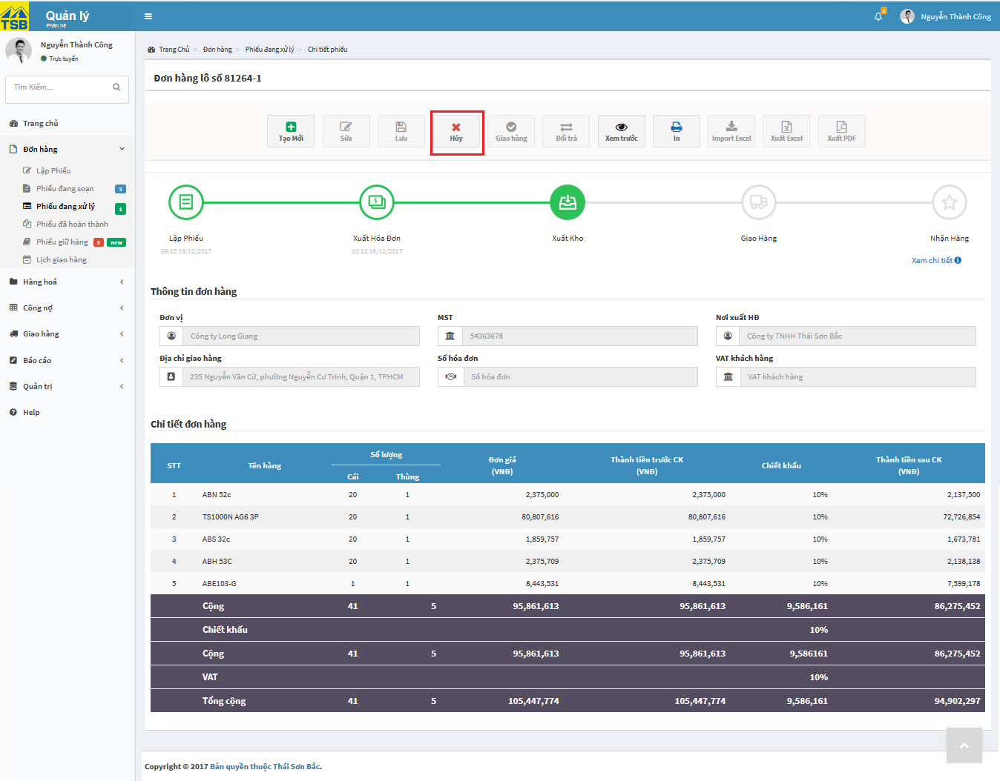 TSB
Quản lý
Phân hệ
5
Nguyễn Thành Công
Nguyễn Thành Công
Trực tuyến
Tìm Kiếm...
Trang chủ
Đơn hàng
Lập Phiếu
Phiếu đang soạn 2
Phiếu đang xử lý 1
Phiếu đã hoàn thành
Phiếu giữ hàng 2 new
Lịch giao hàng
Hàng hoá
Công nợ
Giao hàng
Báo cáo
Quản trị
Help
Trang Chủ > Đơn hàng > Phiếu đang xử lý > Chi tiết phiếu
Đơn hàng lô số 81264-1
Tạo Mới Sửa Lưu Hủy Giao hàng Đổi trả Xem trước In Import Excel Xuất Excel Xuất PDF
Lập Phiếu Xuất Hóa Đơn Xuất Kho Giao Hàng Nhận Hàng
09:15 18/12/2017 10:12 18/12/2017
Xem chi tiết
Thông tin đơn hàng
Đơn vị MST Nơi xuất HĐ
Công ty Long Giang 54363678 Công ty TNHH Thái Sơn Bắc
Địa chỉ giao hàng Số hóa đơn VAT khách hàng
235 Nguyễn Văn Cừ, phường Nguyễn Cư Trinh, Quận 1, TPHCM Số hóa đơn VAT khách hàng
Chi tiết đơn hàng
STT Tên hàng Số lượng Đơn giá (VNĐ) Thành tiền trước CK (VNĐ) Chiết khấu Thành tiền sau CK (VNĐ)
Cái Thùng
1 ABN 52c 20 1 2,375,000 2,375,000 10% 2,137,500
2 TS1000N AG6 3P 20 1 80,807,616 80,807,616 10% 72,726,854
3 ABS 32c 20 1 1,859,757 1,859,757 10% 1,673,781
4 ABH 53C 20 1 2,375,709 2,375,709 10% 2,138,138
5 ABE103-G 1 1 8,443,531 8,443,531 10% 7,599,178
Cộng 41 5 95,861,613 95,861,613 9,586,161 86,275,452
Chiết khấu 10%
Cộng 41 5 95,861,613 95,861,613 9,586161 86,275,452
VAT 10%
Tổng cộng 41 5 105,447,774 105,447,774 9,586,161 94,902,297
Copyright © 2017 Bản quyền thuộc Thái Sơn Bắc.